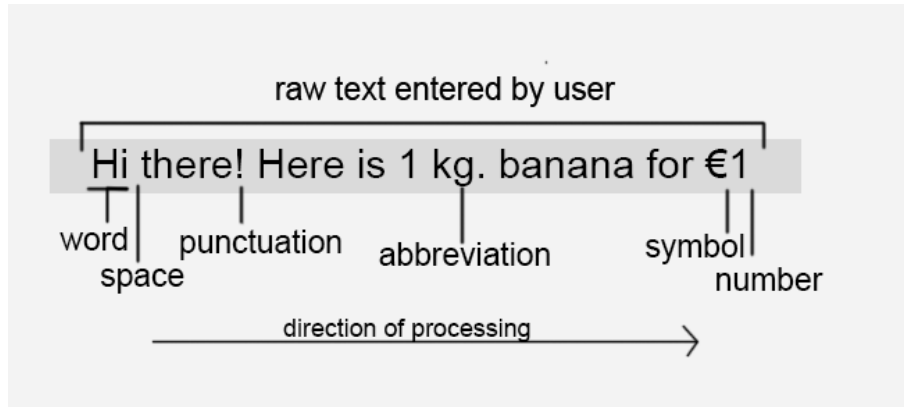 raw text entered by user
Hi there! Here is 1 kg. banana for €1
word punctuation abbreviation symbol
space number
direction of processing